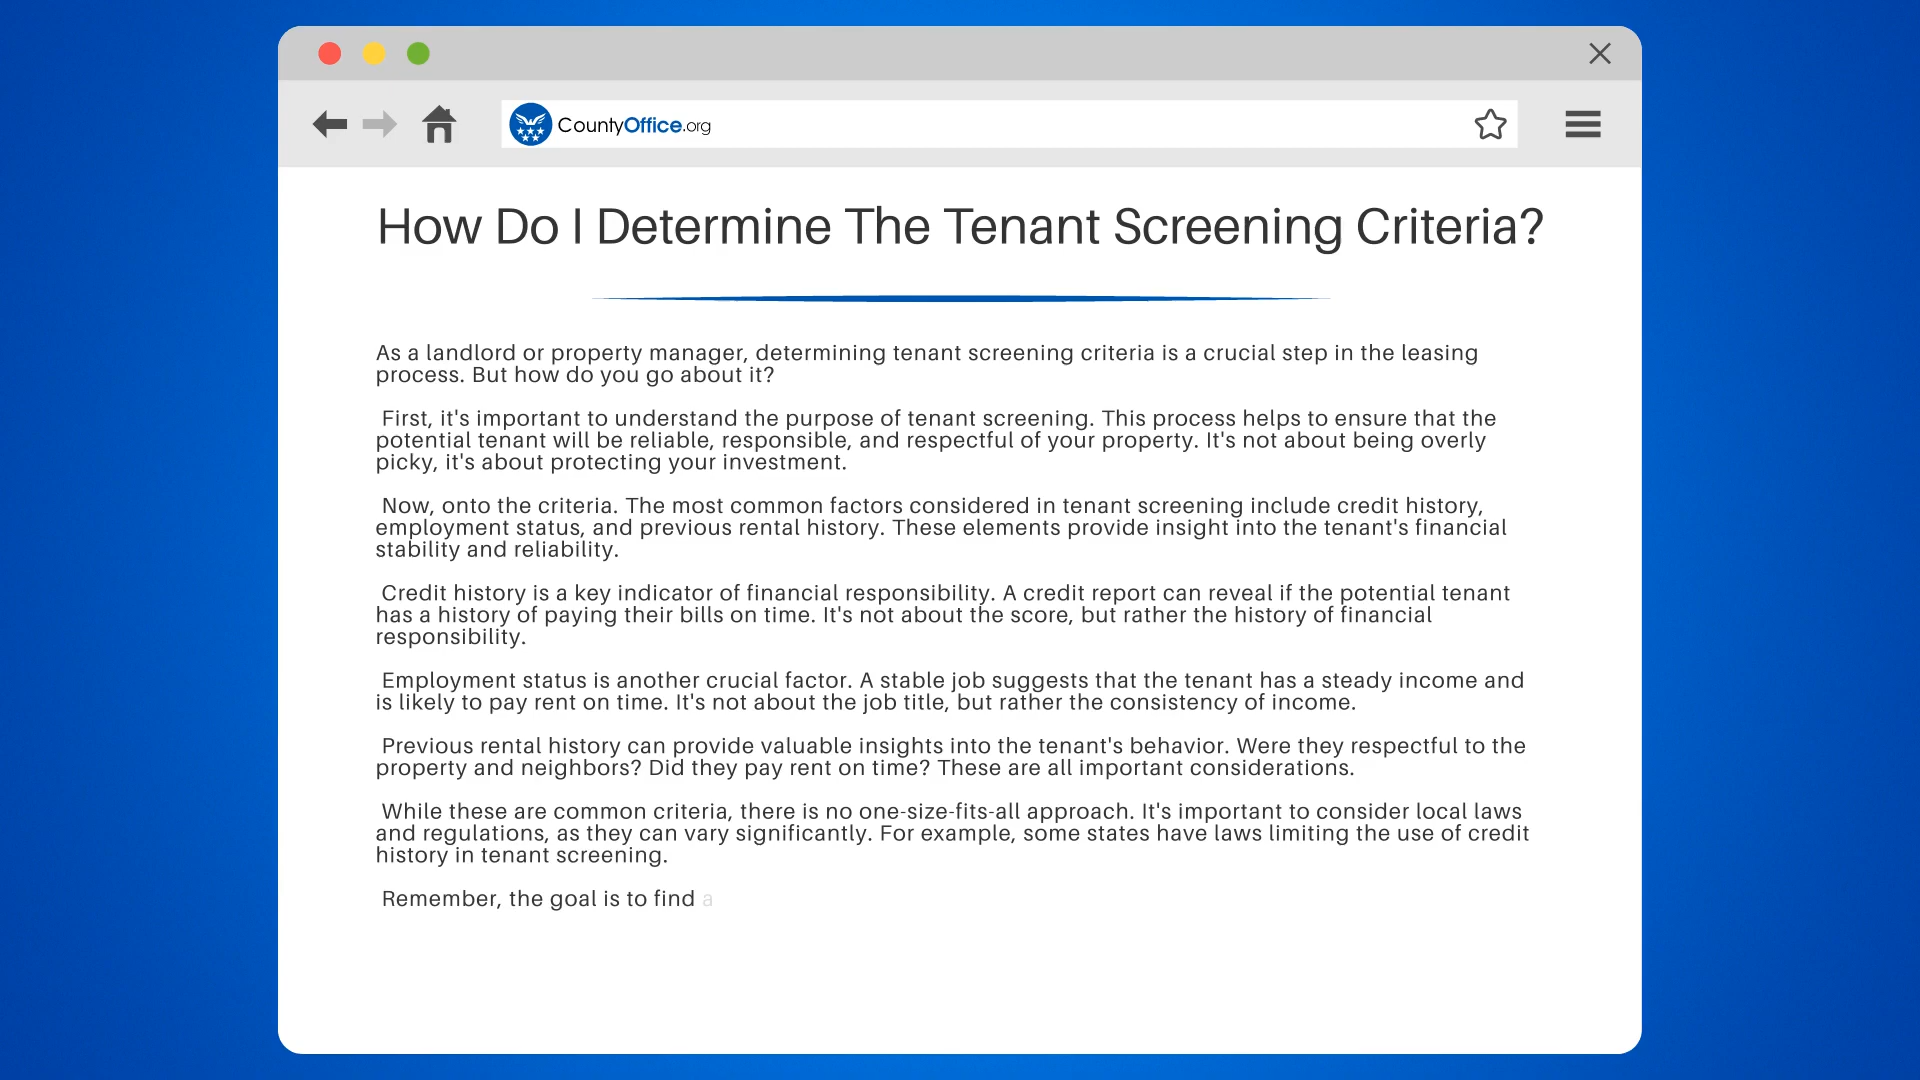 CountyOffice.org
How Do I Determine The Tenant Screening Criteria?
As a landlord or property manager, determining tenant screening criteria is a crucial step in the leasing
process. But how do you go about it?
First, it's important to understand the purpose of tenant screening. This process helps to ensure that the
potential tenant will be reliable, responsible, and respectful of your property. It's not about being overly
picky, it's about protecting your investment.
Now, onto the criteria. The most common factors considered in tenant screening include credit history,
employment status, and previous rental history. These elements provide insight into the tenant's financial
stability and reliability.
Credit history is a key indicator of financial responsibility. A credit report can reveal if the potential tenant
has a history of paying their bills on time. It's not about the score, but rather the history of financial
responsibility.
Employment status is another crucial factor. A stable job suggests that the tenant has a steady income and
is likely to pay rent on time. It's not about the job title, but rather the consistency of income.
Previous rental history can provide valuable insights into the tenant's behavior. Were they respectful to the
property and neighbors? Did they pay rent on time? These are all important considerations.
While these are common criteria, there is no one-size-fits-all approach. It's important to consider local laws
and regulations, as they can vary significantly. For example, some states have laws limiting the use of credit
history in tenant screening.
Remember, the goal is to find a